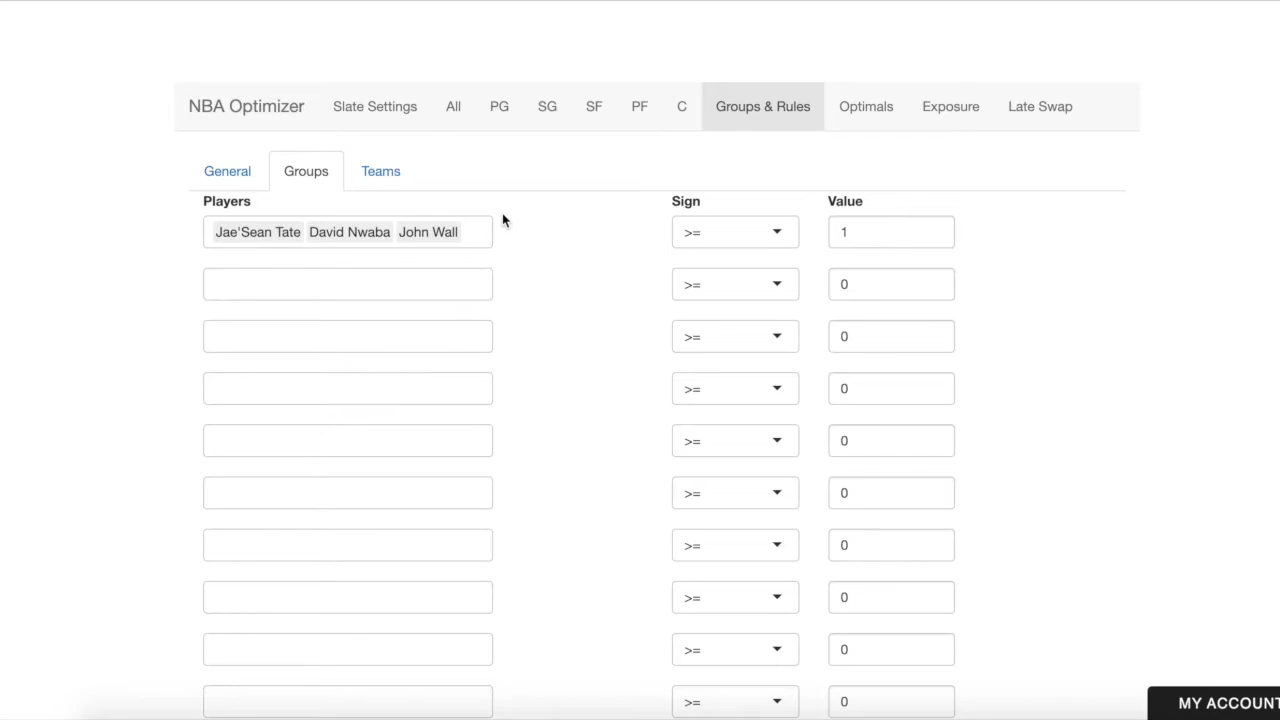 NBA Optimizer Slate Settings All PG SG SF PF C Groups & Rules Optimals Exposure Late Swap
General Groups Teams
Players Sign Value
Jae'Sean Tate David Nwaba John Wall >= 1
>= 0
>= 0
>= 0
>= 0
>= 0
>= 0
>= 0
>= 0
>= 0
MY ACCOUNT